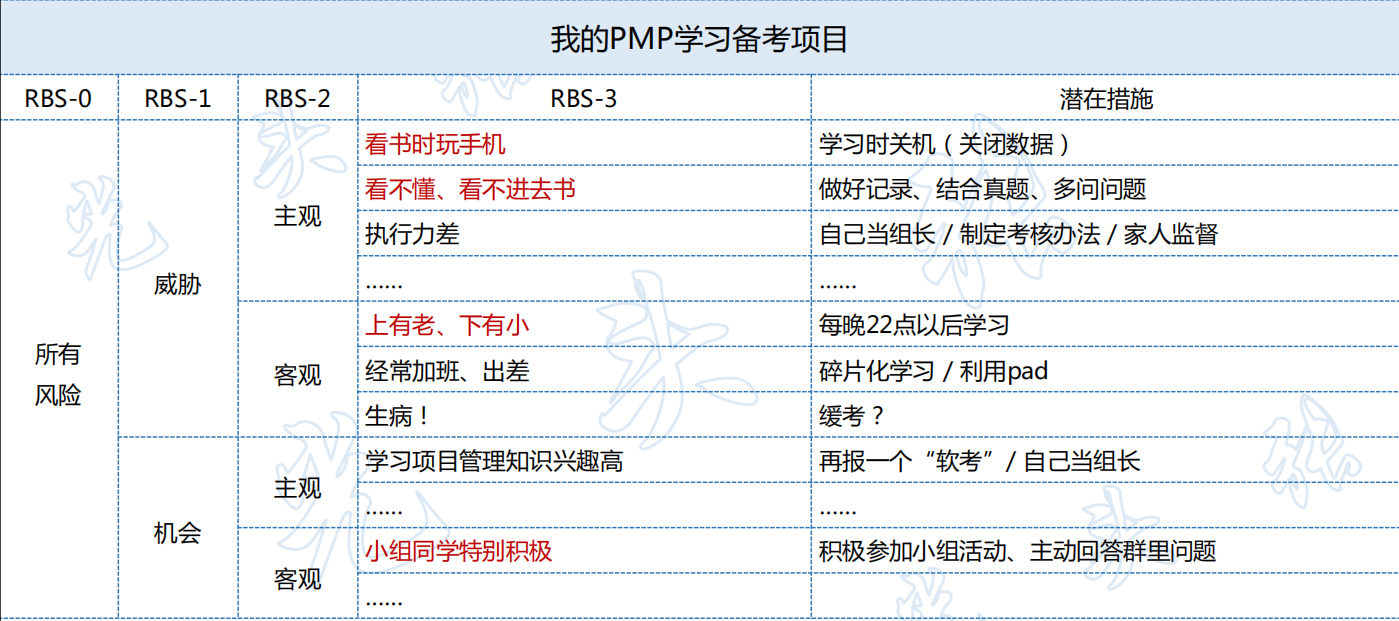 我的PMP学习备考项目
RBS-0 RBS-1 RBS-2 RBS-3 潜在措施
看书时玩手机 学习时关机（关闭数据）
看不懂、看不进去书 做好记录、结合真题、多问问题
主观
执行力差 自己当组长 / 制定考核办法 / 家人监督
威胁
…… ……
上有老、下有小 每晚22点以后学习
所有
风险
客观
经常加班、出差 碎片化学习 / 利用pad
生病！ 缓考？
学习项目管理知识兴趣高 再报一个“软考”/ 自己当组长
主观
…… ……
机会
小组同学特别积极 积极参加小组活动、主动回答群里问题
客观
……